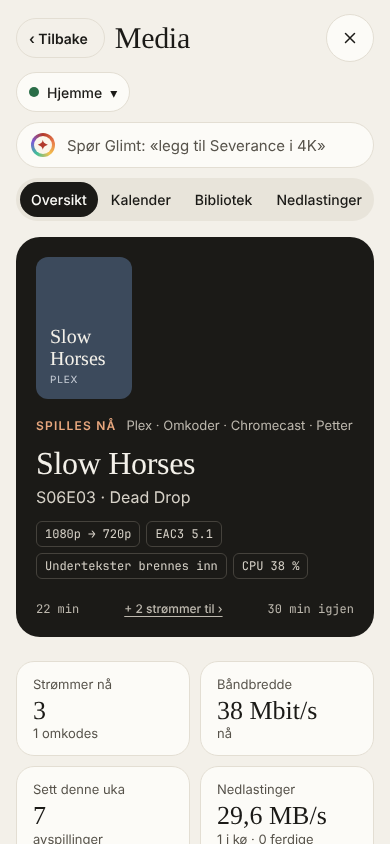 ‹ Tilbake
Media
×
Hjemme ▾
Spør Glimt: «legg til Severance i 4K»
Oversikt Kalender Bibliotek Nedlastinger
Slow
Horses
PLEX
SPILLES NÅ Plex · Omkoder · Chromecast · Petter
Slow Horses
S06E03 · Dead Drop
1080p → 720p EAC3 5.1
Undertekster brennes inn CPU 38 %
22 min + 2 strømmer til › 30 min igjen
Strømmer nå
3
1 omkodes
Båndbredde
38 Mbit/s
nå
Sett denne uka
7
avspillinger
Nedlastinger
29,6 MB/s
1 i kø · 0 ferdige